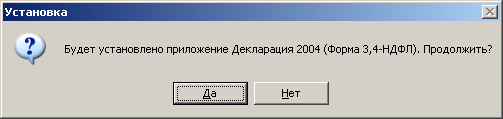 Установка
Будет установлено приложение Декларация 2004 (Форма 3,4-НДФЛ). Продолжить?
Да
Нет